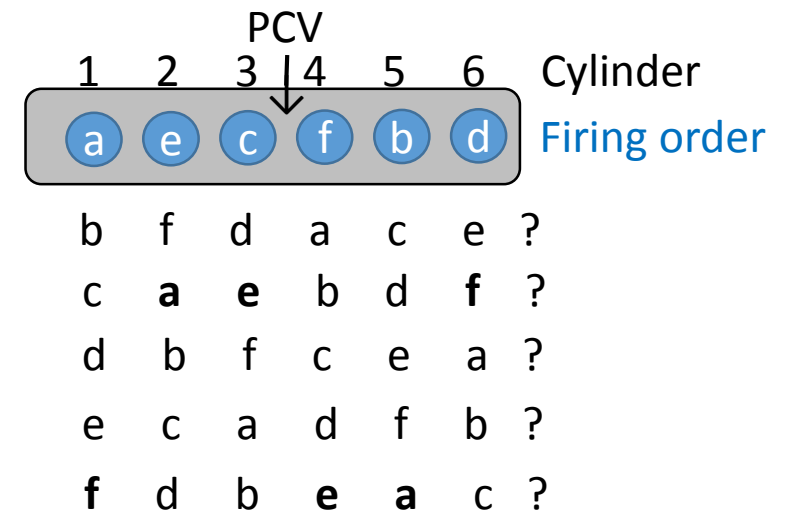 PCV
1 2 3 4 5 6 Cylinder
a e c f b d Firing order
b f d a c e ?
c a e b d f ?
d b f c e a ?
e c a d f b ?
f d b e a c ?